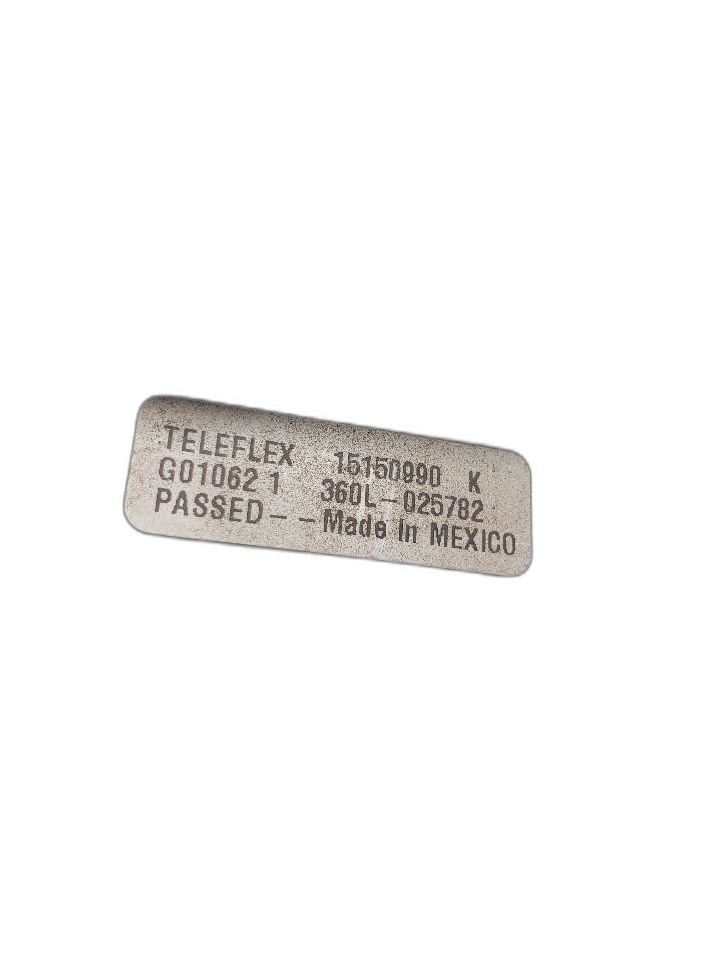 TELEFLEX 15150990 K
G01062 1 360L-025782
PASSED-- Made In MEXICO